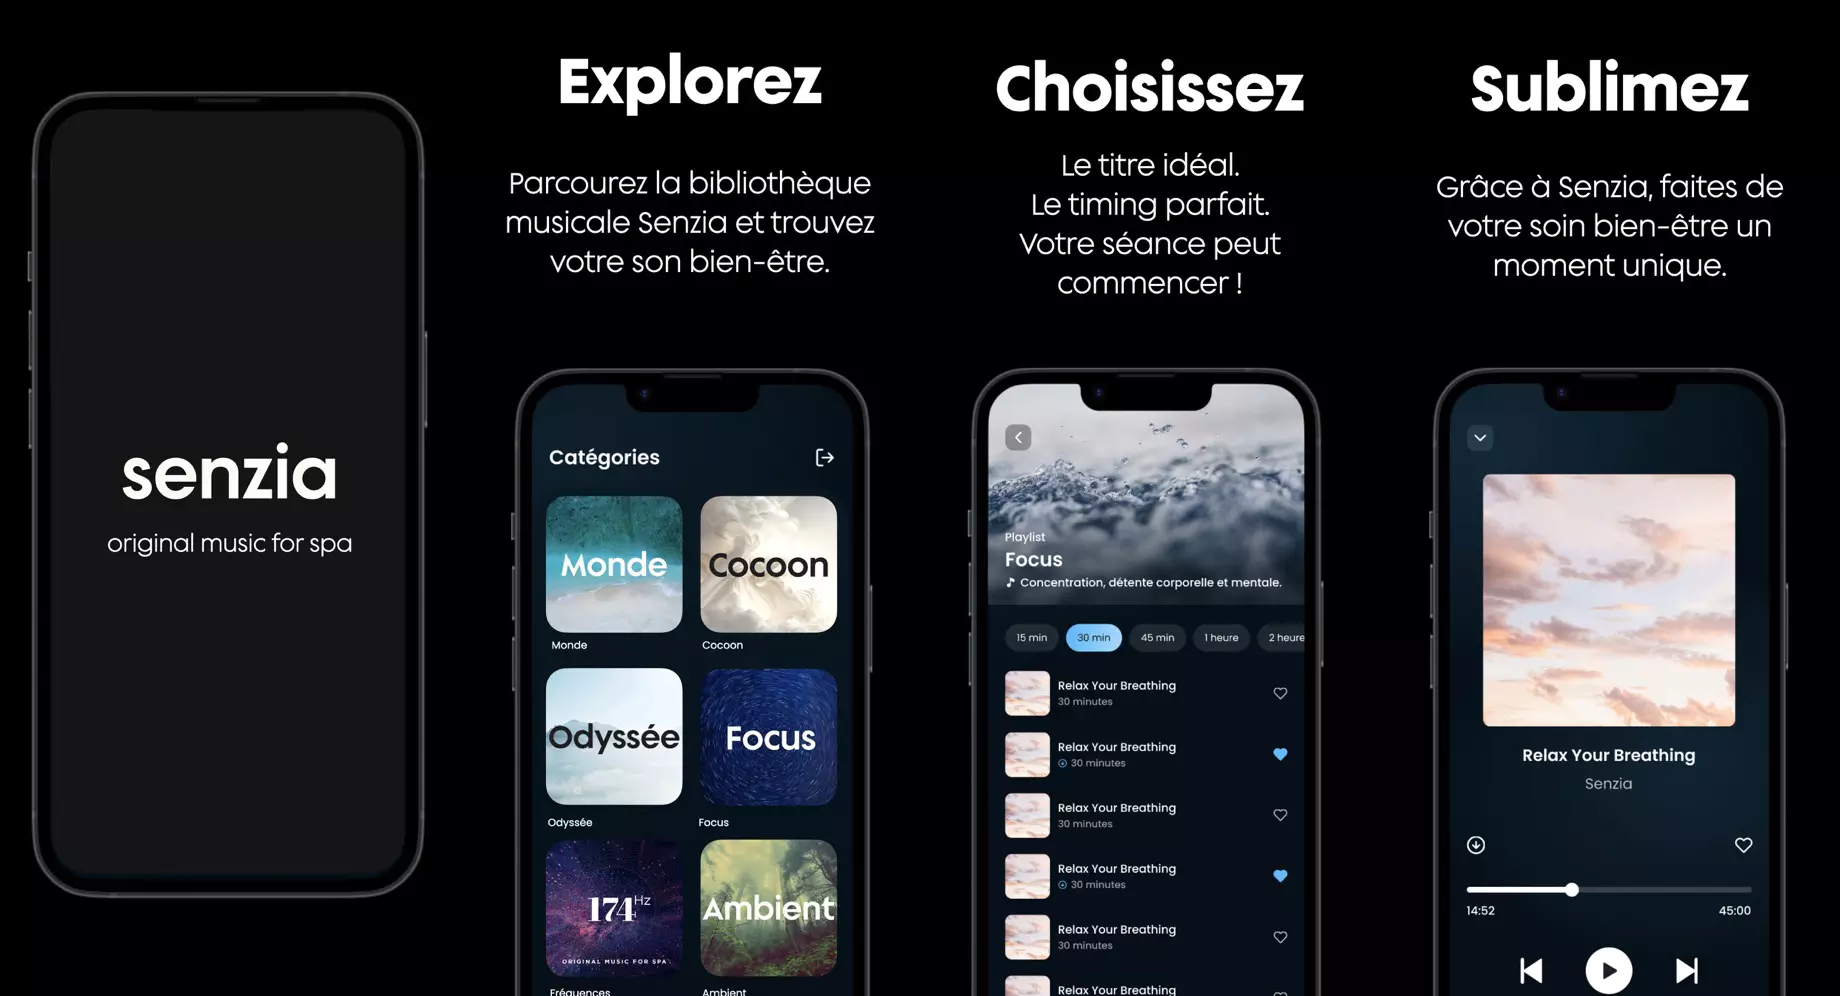 senzia
original music for spa
Explorez
Parcourez la bibliothèque
musicale Senzia et trouvez
votre son bien-être.
Catégories
Monde
Cocoon
Monde
Cocoon
Odyssée
Focus
Odyssée
Focus
174Hz
ORIGINAL MUSIC FOR SPA
Ambient
Fréquences
Ambient
Choisissez
Le titre idéal.
Le timing parfait.
Votre séance peut
commencer !
Playlist
Focus
Concentration, détente corporelle et mentale.
15 min 30 min 45 min 1 heure 2 heure
Relax Your Breathing
30 minutes
Relax Your Breathing
30 minutes
Relax Your Breathing
30 minutes
Relax Your Breathing
30 minutes
Relax Your Breathing
30 minutes
Relax Your Breathing
Sublimez
Grâce à Senzia, faites de
votre soin bien-être un
moment unique.
Relax Your Breathing
Senzia
14:52 45:00